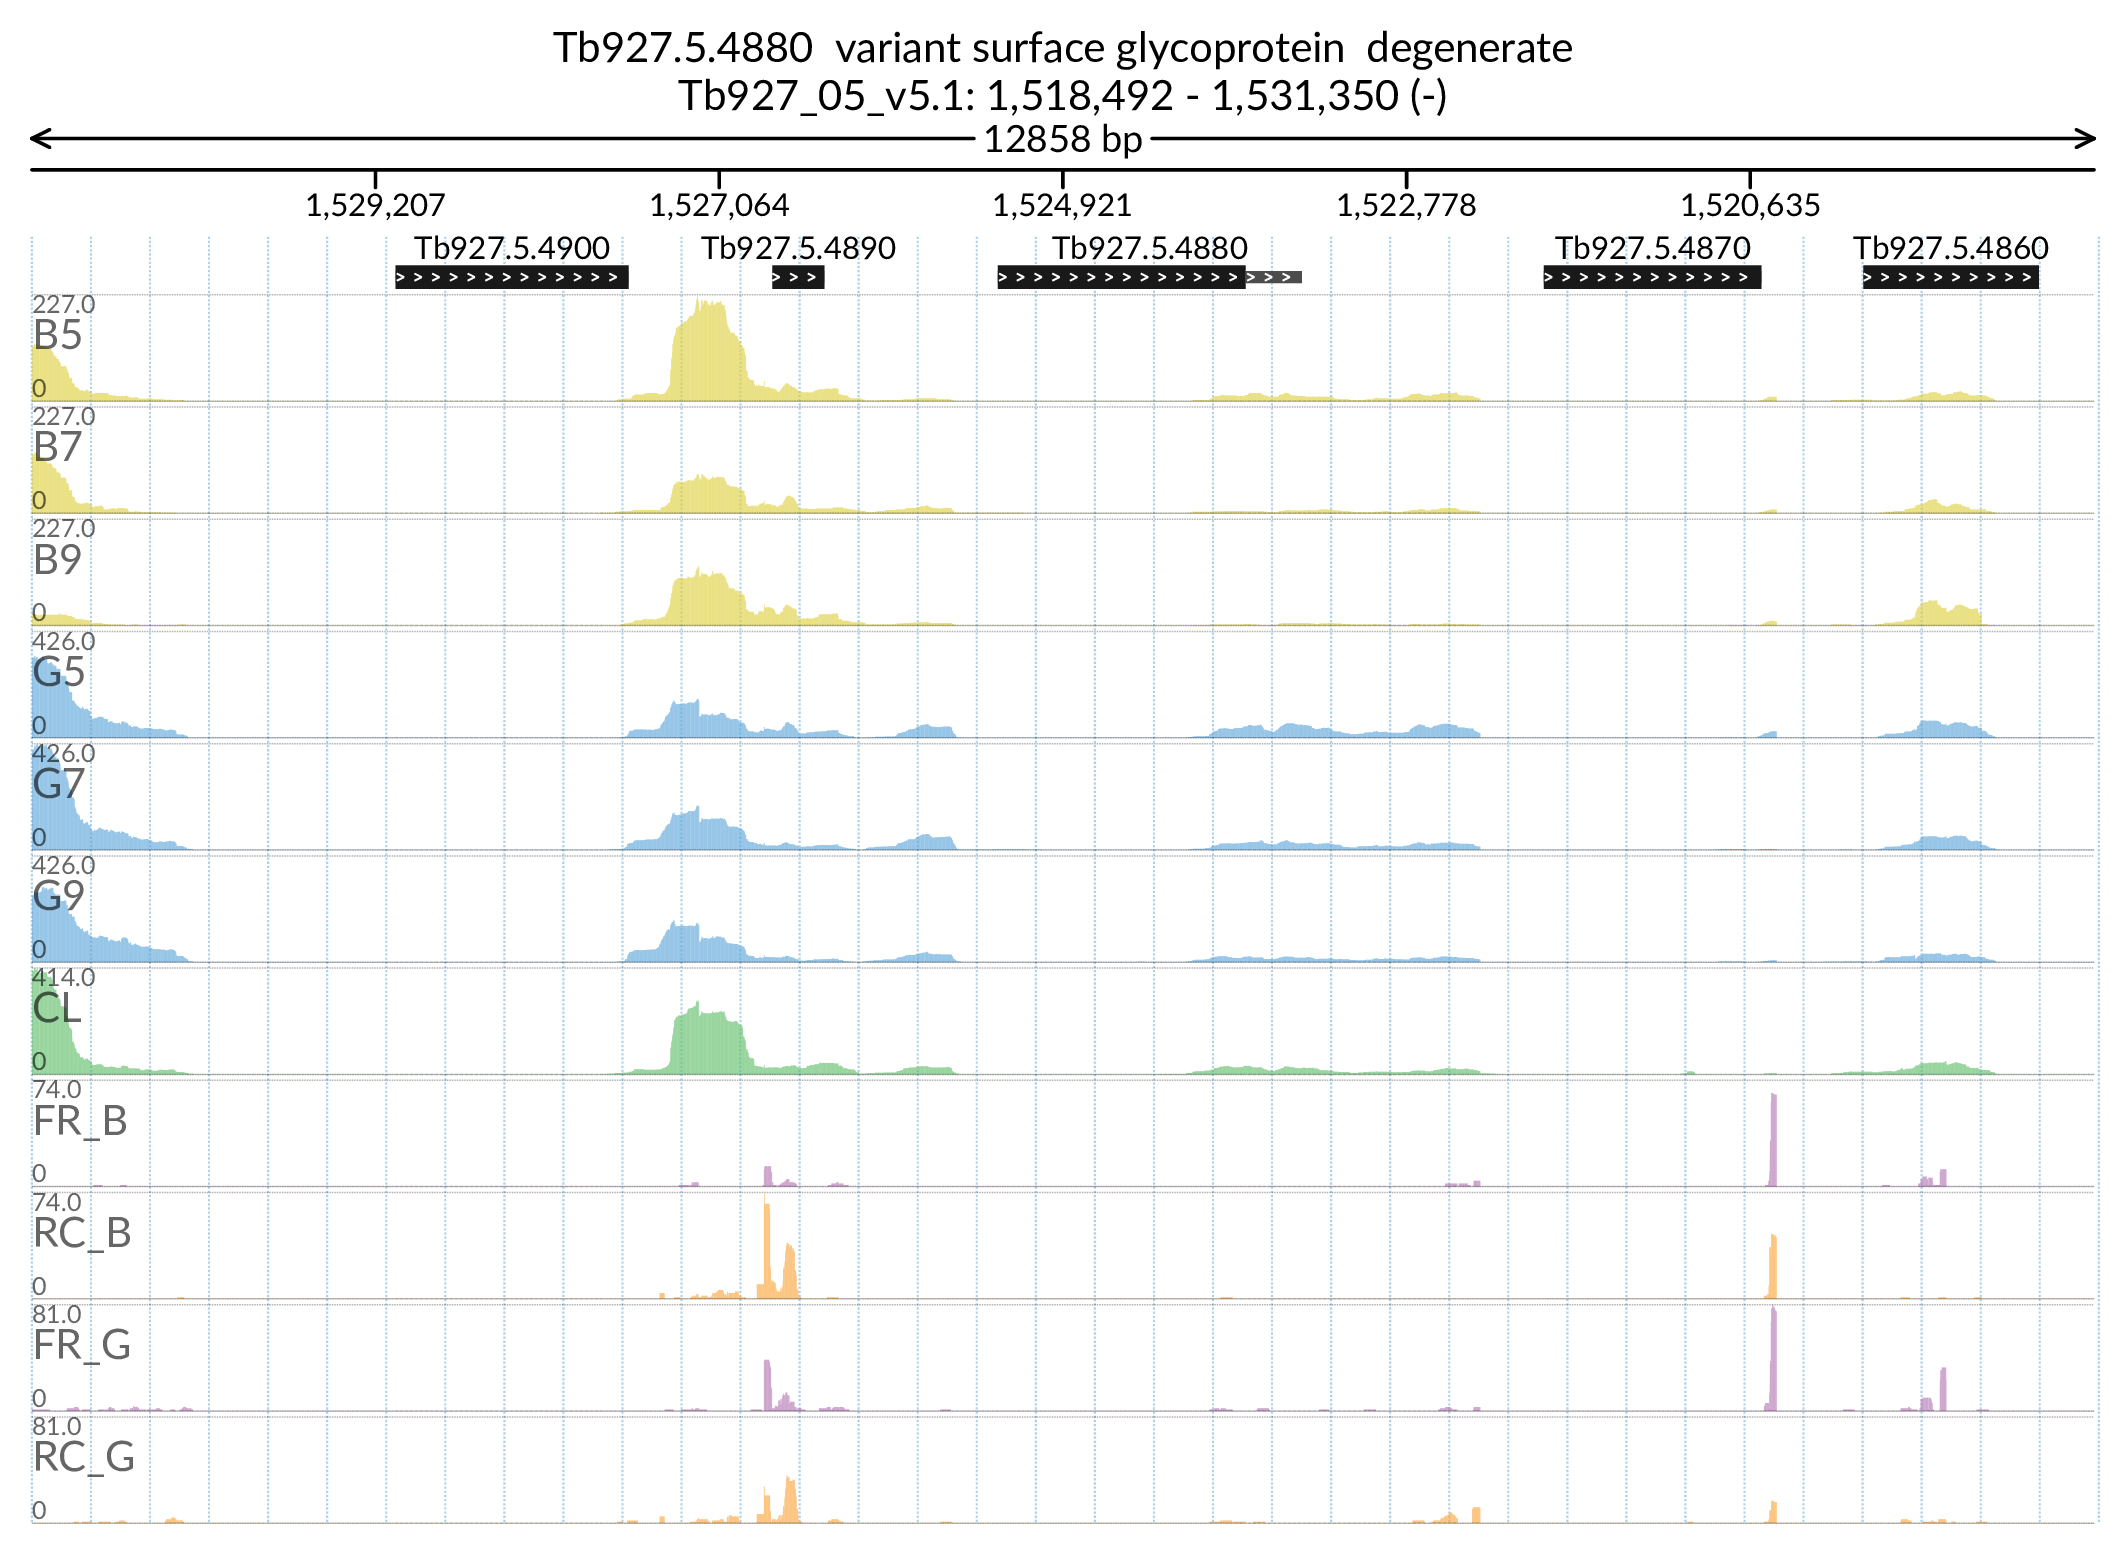 Tb927.5.4880  variant surface glycoprotein  degenerate
Tb927_05_v5.1: 1,518,492 - 1,531,350 (-)
12858 bp
1,529,207 1,527,064 1,524,921 1,522,778 1,520,635
Tb927.5.4900 Tb927.5.4890 Tb927.5.4880 Tb927.5.4870 Tb927.5.4860
227.0
B5
0
227.0
B7
0
227.0
B9
0
426.0
G5
0
426.0
G7
0
426.0
G9
0
414.0
CL
0
74.0
FR_B
0
74.0
RC_B
0
81.0
FR_G
0
81.0
RC_G
0